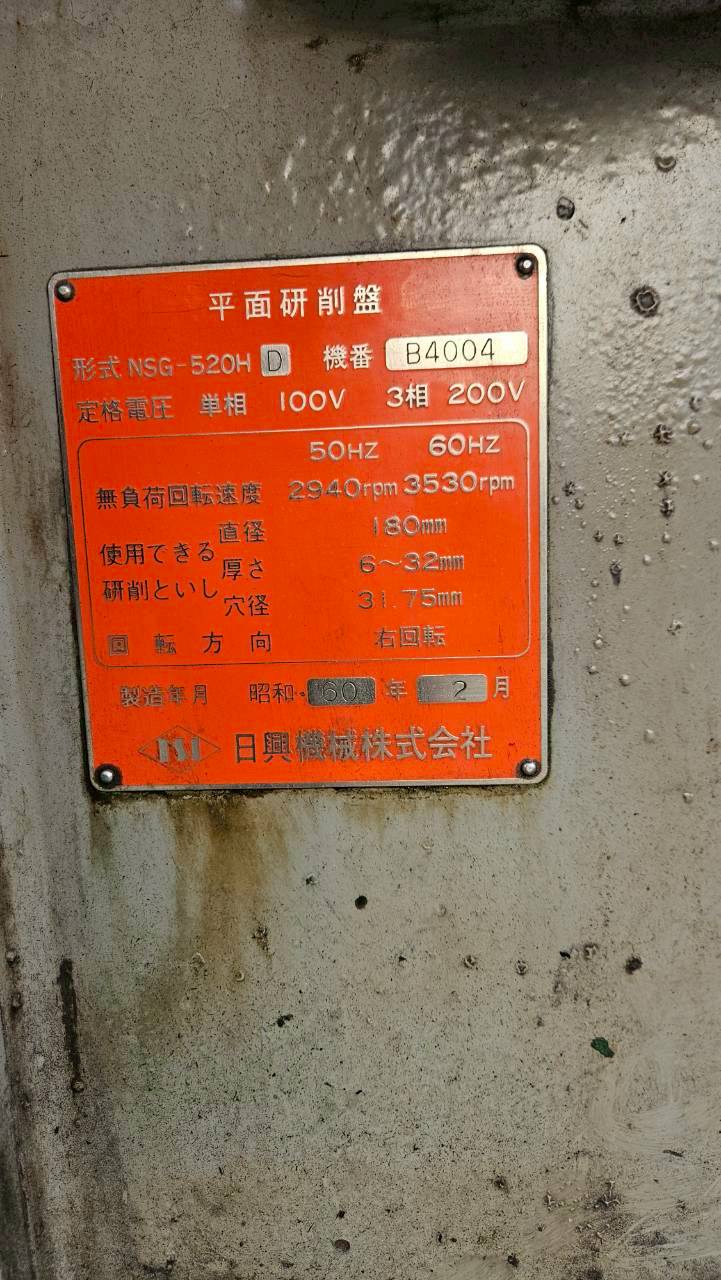 平面研削盤
形式 NSG-520H D 機番 B4004
定格電圧 単相 100V 3相 200V
50HZ 60HZ
無負荷回転速度 2940rpm 3530rpm
使用できる研削といし 直径 180mm
厚さ 6～32mm
穴径 31.75mm
回転方向 右回転
製造年月 昭和・60年 2月
日興機械株式会社